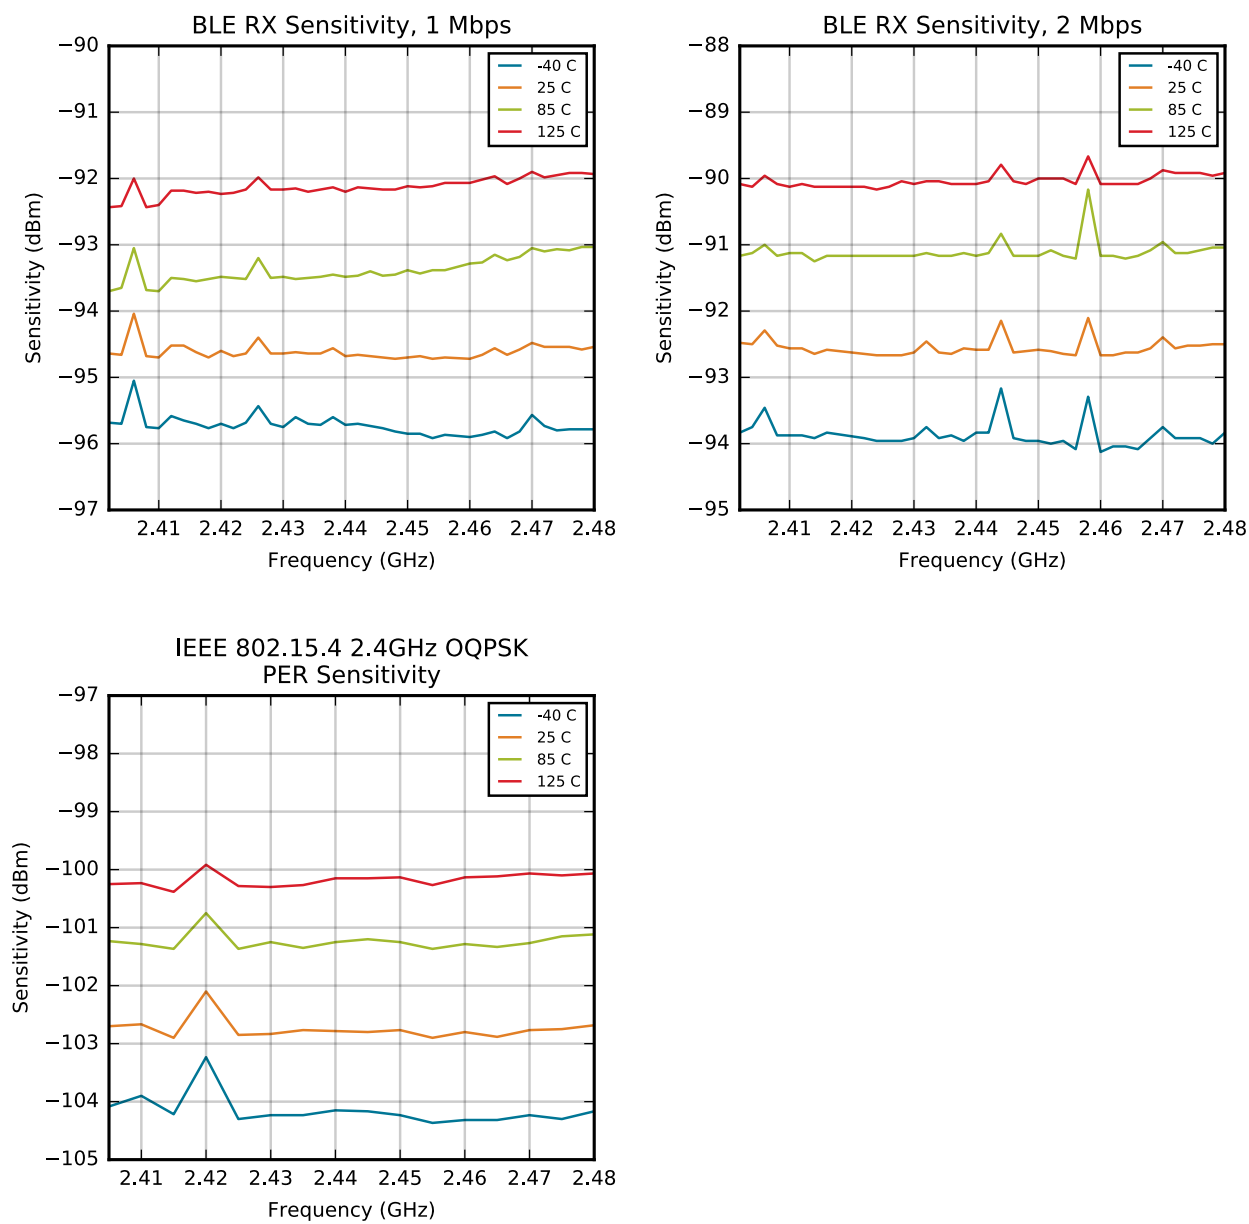 BLE RX Sensitivity, 1 Mbps
−90
−91
−92
−93
−94
−95
−96
−97
Sensitivity (dBm)
-40 C
25 C
85 C
125 C
2.41 2.42 2.43 2.44 2.45 2.46 2.47 2.48
Frequency (GHz)
BLE RX Sensitivity, 2 Mbps
−88
−89
−90
−91
−92
−93
−94
−95
Sensitivity (dBm)
-40 C
25 C
85 C
125 C
2.41 2.42 2.43 2.44 2.45 2.46 2.47 2.48
Frequency (GHz)
IEEE 802.15.4 2.4GHz OQPSK
PER Sensitivity
−97
−98
−99
−100
−101
−102
−103
−104
−105
Sensitivity (dBm)
-40 C
25 C
85 C
125 C
2.41 2.42 2.43 2.44 2.45 2.46 2.47 2.48
Frequency (GHz)